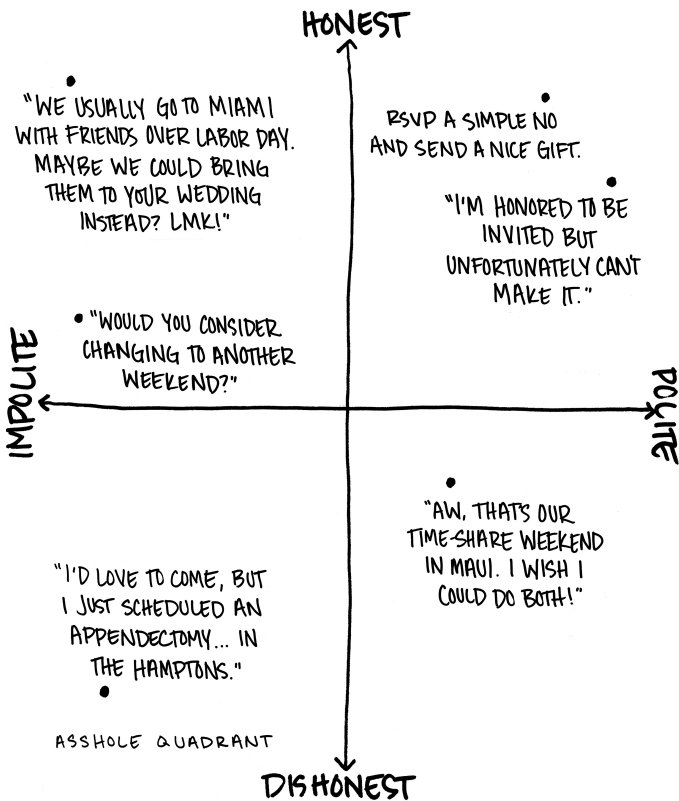 HONEST
"WE USUALLY GO TO MIAMI
WITH FRIENDS OVER LABOR DAY.
MAYBE WE COULD BRING
THEM TO YOUR WEDDING
INSTEAD? LMK!"
RSVP A SIMPLE NO
AND SEND A NICE GIFT.
"I'M HONORED TO BE
INVITED BUT
UNFORTUNATELY CAN'T
MAKE IT."
"WOULD YOU CONSIDER
CHANGING TO ANOTHER
WEEKEND?"
IMPOLITE
POLITE
"AW, THAT'S OUR
TIME-SHARE WEEKEND
IN MAUI. I WISH I
COULD DO BOTH!"
"I'D LOVE TO COME, BUT
I JUST SCHEDULED AN
APPENDECTOMY... IN
THE HAMPTONS."
ASSHOLE QUADRANT
DISHONEST